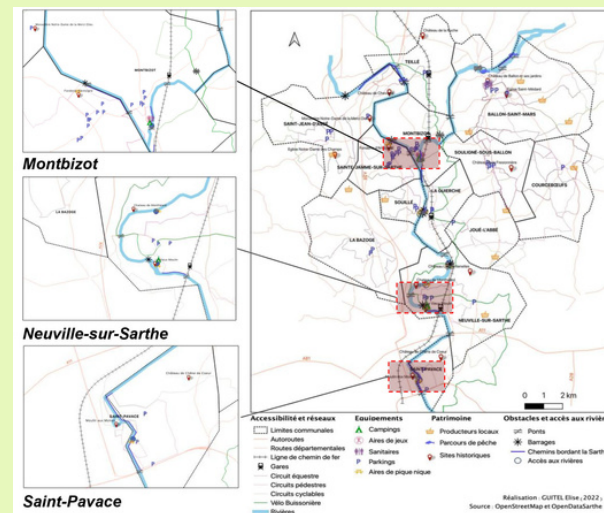 MONTBIZOT
Montbizot
LA BAZOGE
Neuville-sur-Sarthe
SAINT-PAVACE
Saint-Pavace
TEILLÉ
BALLON-SAINT-MARS
SAINT-JEAN-D'ASSÉ
MONTBIZOT
SOULIGNÉ-SOUS-BALLON
COURCEBŒUFS
LA GUIERCHE
SOUILLÉ
JOUÉ-L'ABBÉ
LA BAZOGE
NEUVILLE-SUR-SARTHE
0 1 2 km
Accessibilité et réseaux
Limites communales
Autoroutes
Routes départementales
Ligne de chemin de fer
Gares
Circuit équestre
Circuits pédestres
Circuits cyclables
Vélo Buissonière
Rivières
Equipements
Campings
Aires de jeux
Sanitaires
Parkings
Aires de pique nique
Patrimoine
Producteurs locaux
Parcours de pêche
Sites historiques
Obstacles et accès aux rivières
Ponts
Barrages
Chemins bordant la Sarthe
Accès aux rivières
Réalisation : GUITEL Elise ; 2022 ;
Source : OpenStreetMap et OpenDataSarthe